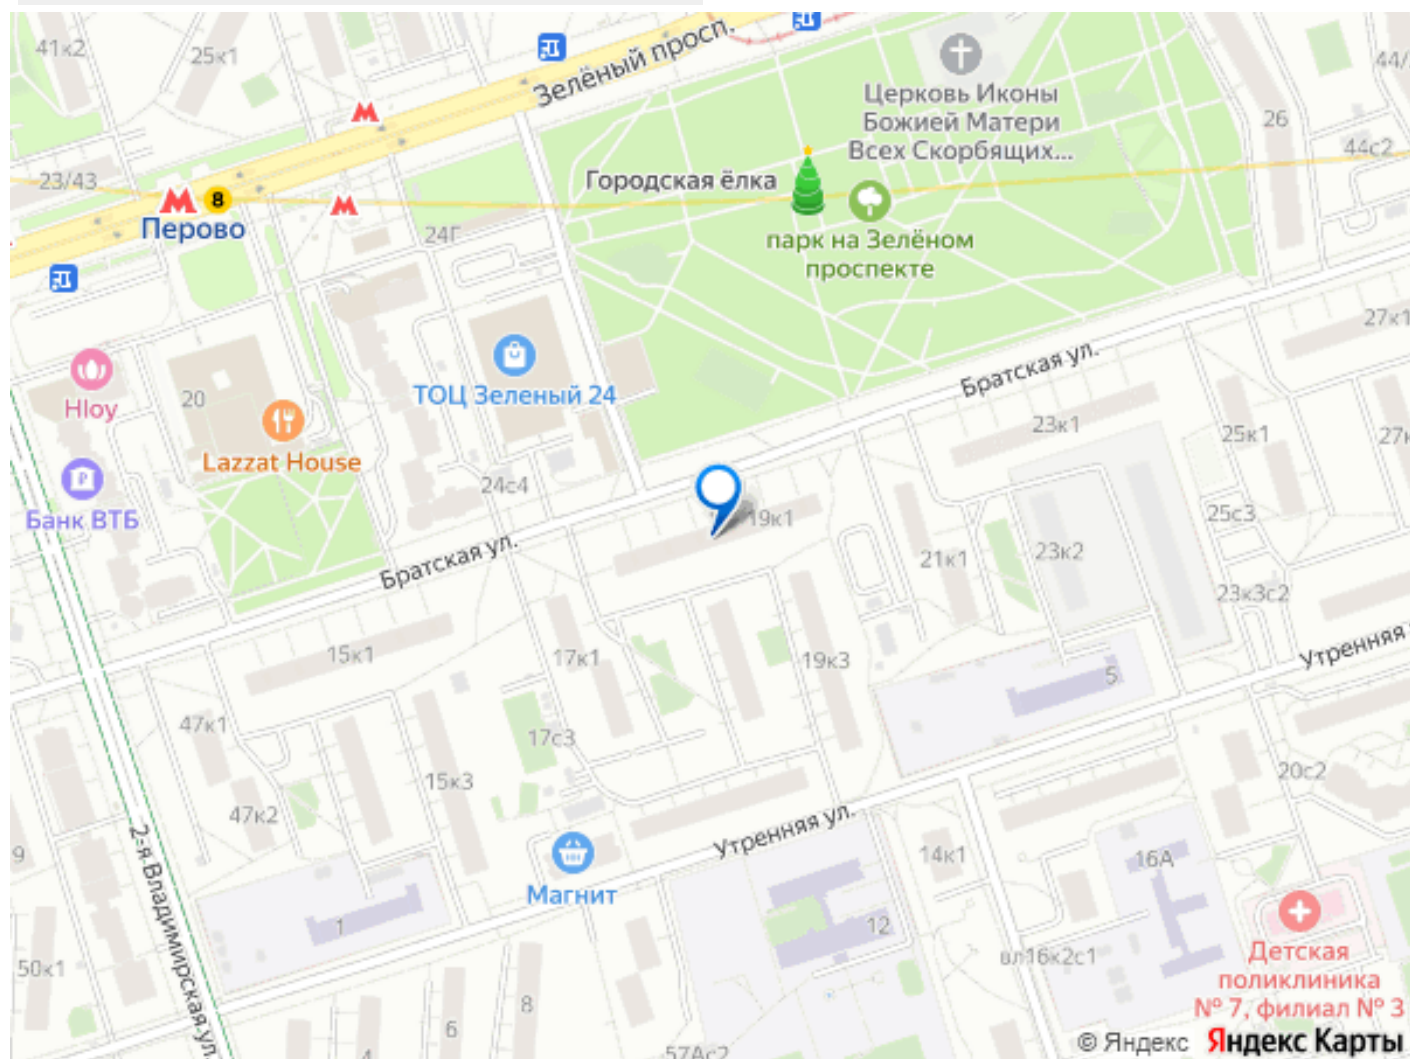 41к2
25к1
Зелёный просп.
Церковь Иконы
Божией Матери
Всех Скорбящих...
44/
26
44с2
23/43
М
М
М
8
Перово
Городская ёлка
24Г
парк на Зелёном
проспекте
27к1
Братская ул.
Hloy
20
ТОЦ Зеленый 24
Lazzat House
23к1
25к1
27к
24с4
Банк ВТБ
19к1
25с3
Братская ул.
21к1
23к2
23к3с2
15к1
17к1
19к3
Утренняя
5
47к1
17с3
15к3
20с2
47к2
2-я Владимирская ул.
Утренняя ул.
9
14к1
16А
Магнит
1
12
Детская
поликлиника
№ 7, филиал № 3
50к1
вл16к2с1
8
6
4
57Ас2
© Яндекс Яндекс Карты